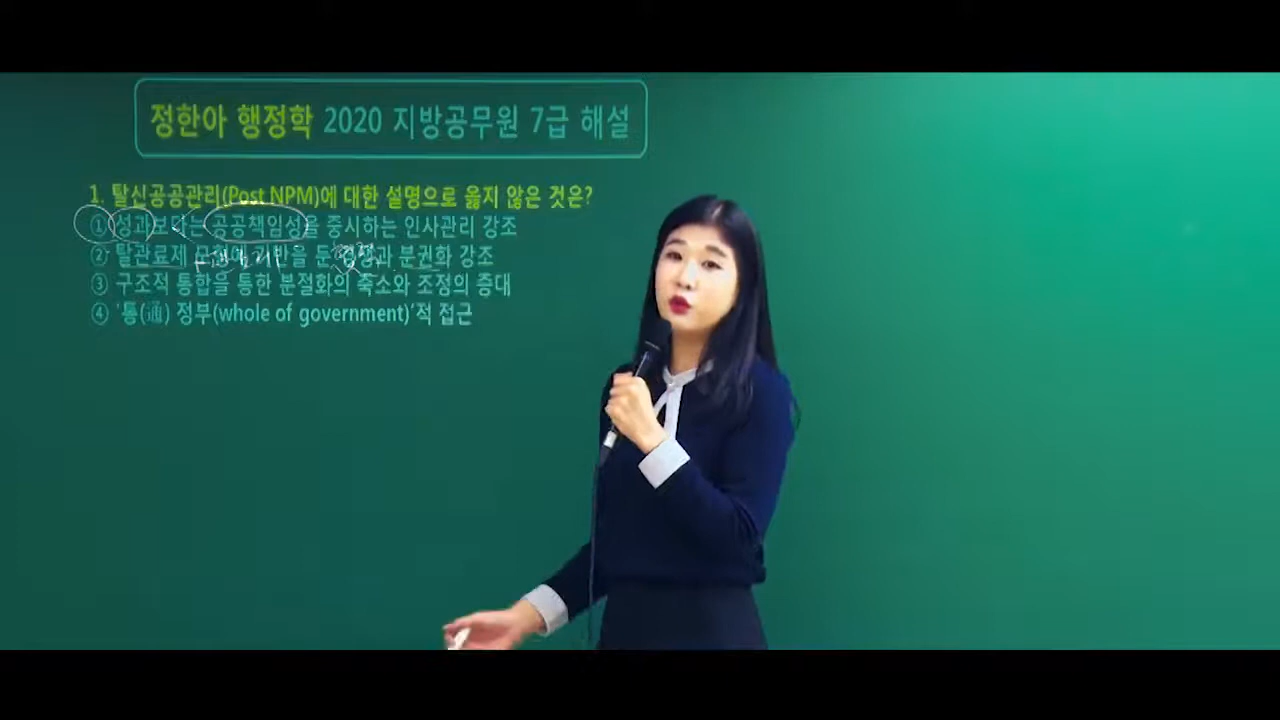 정한아 행정학 2020 지방공무원 7급 해설
1. 탈신공공관리(Post NPM)에 대한 설명으로 옳지 않은 것은?
① 성과보다는 공공책임성을 중시하는 인사관리 강조
② 탈관료제 모형에 기반을 둔 경쟁과 분권화 강조
③ 구조적 통합을 통한 분절화의 축소와 조정의 증대
④ '통(通) 정부(whole of government)'적 접근